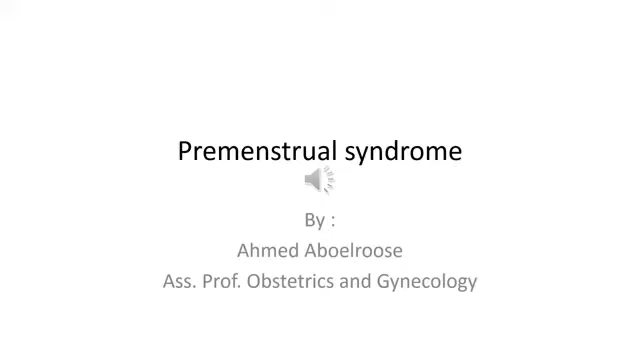 Premenstrual syndrome
By :
Ahmed Aboelroose
Ass. Prof. Obstetrics and Gynecology